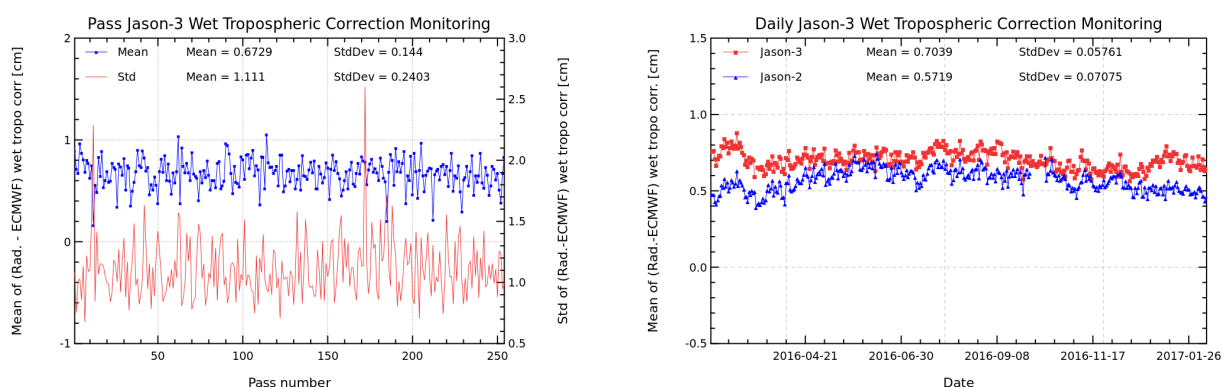 Pass Jason-3 Wet Tropospheric Correction Monitoring
Mean Mean = 0.6729 StdDev = 0.144
Std Mean = 1.111 StdDev = 0.2403
Mean of (Rad. - ECMWF) wet tropo corr [cm]
2
1
0
-1
3.0
2.5
2.0
1.5
1.0
0.5
Std of (Rad.-ECMWF) wet tropo corr [cm]
50 100 150 200 250
Pass number
Daily Jason-3 Wet Tropospheric Correction Monitoring
Jason-3 Mean = 0.7039 StdDev = 0.05761
Jason-2 Mean = 0.5719 StdDev = 0.07075
Mean of (Rad.-ECMWF) wet tropo corr. [cm]
1.5
1.0
0.5
0.0
-0.5
2016-04-21 2016-06-30 2016-09-08 2016-11-17 2017-01-26
Date